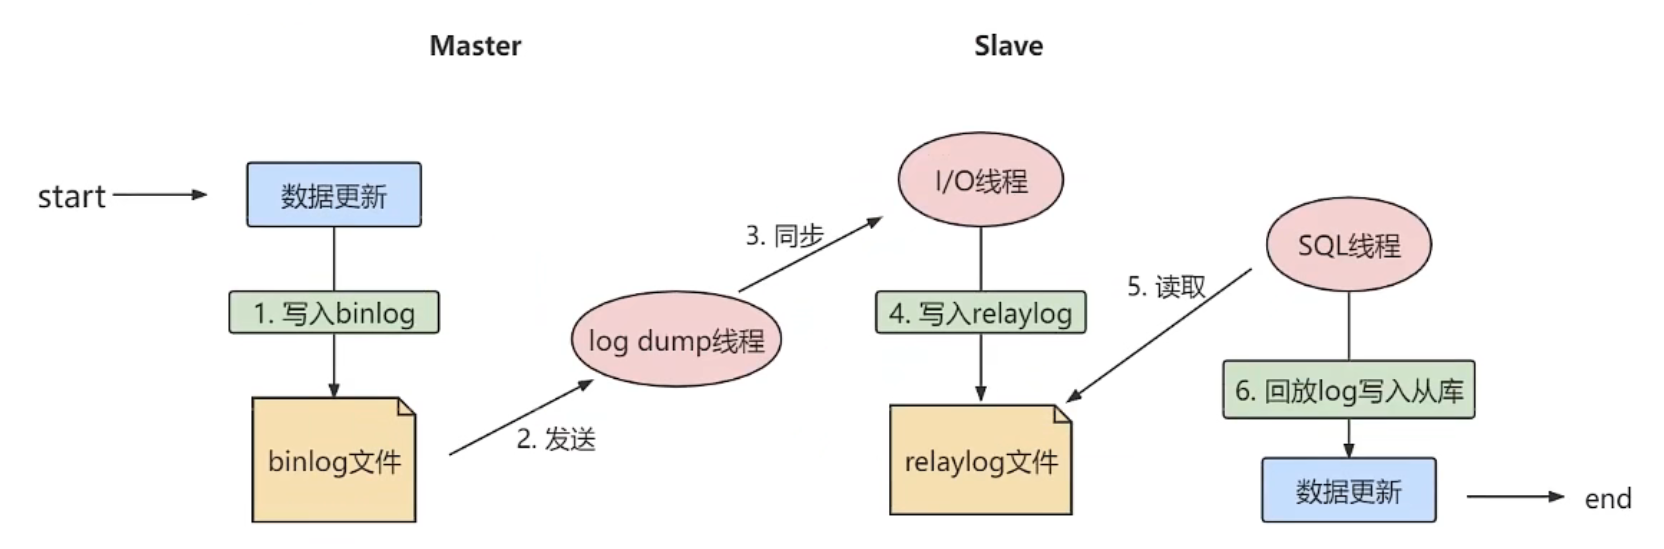 Master
Slave
start
数据更新
1. 写入binlog
binlog文件
2. 发送
log dump线程
3. 同步
I/O线程
4. 写入relaylog
relaylog文件
5. 读取
SQL线程
6. 回放log写入从库
数据更新
end